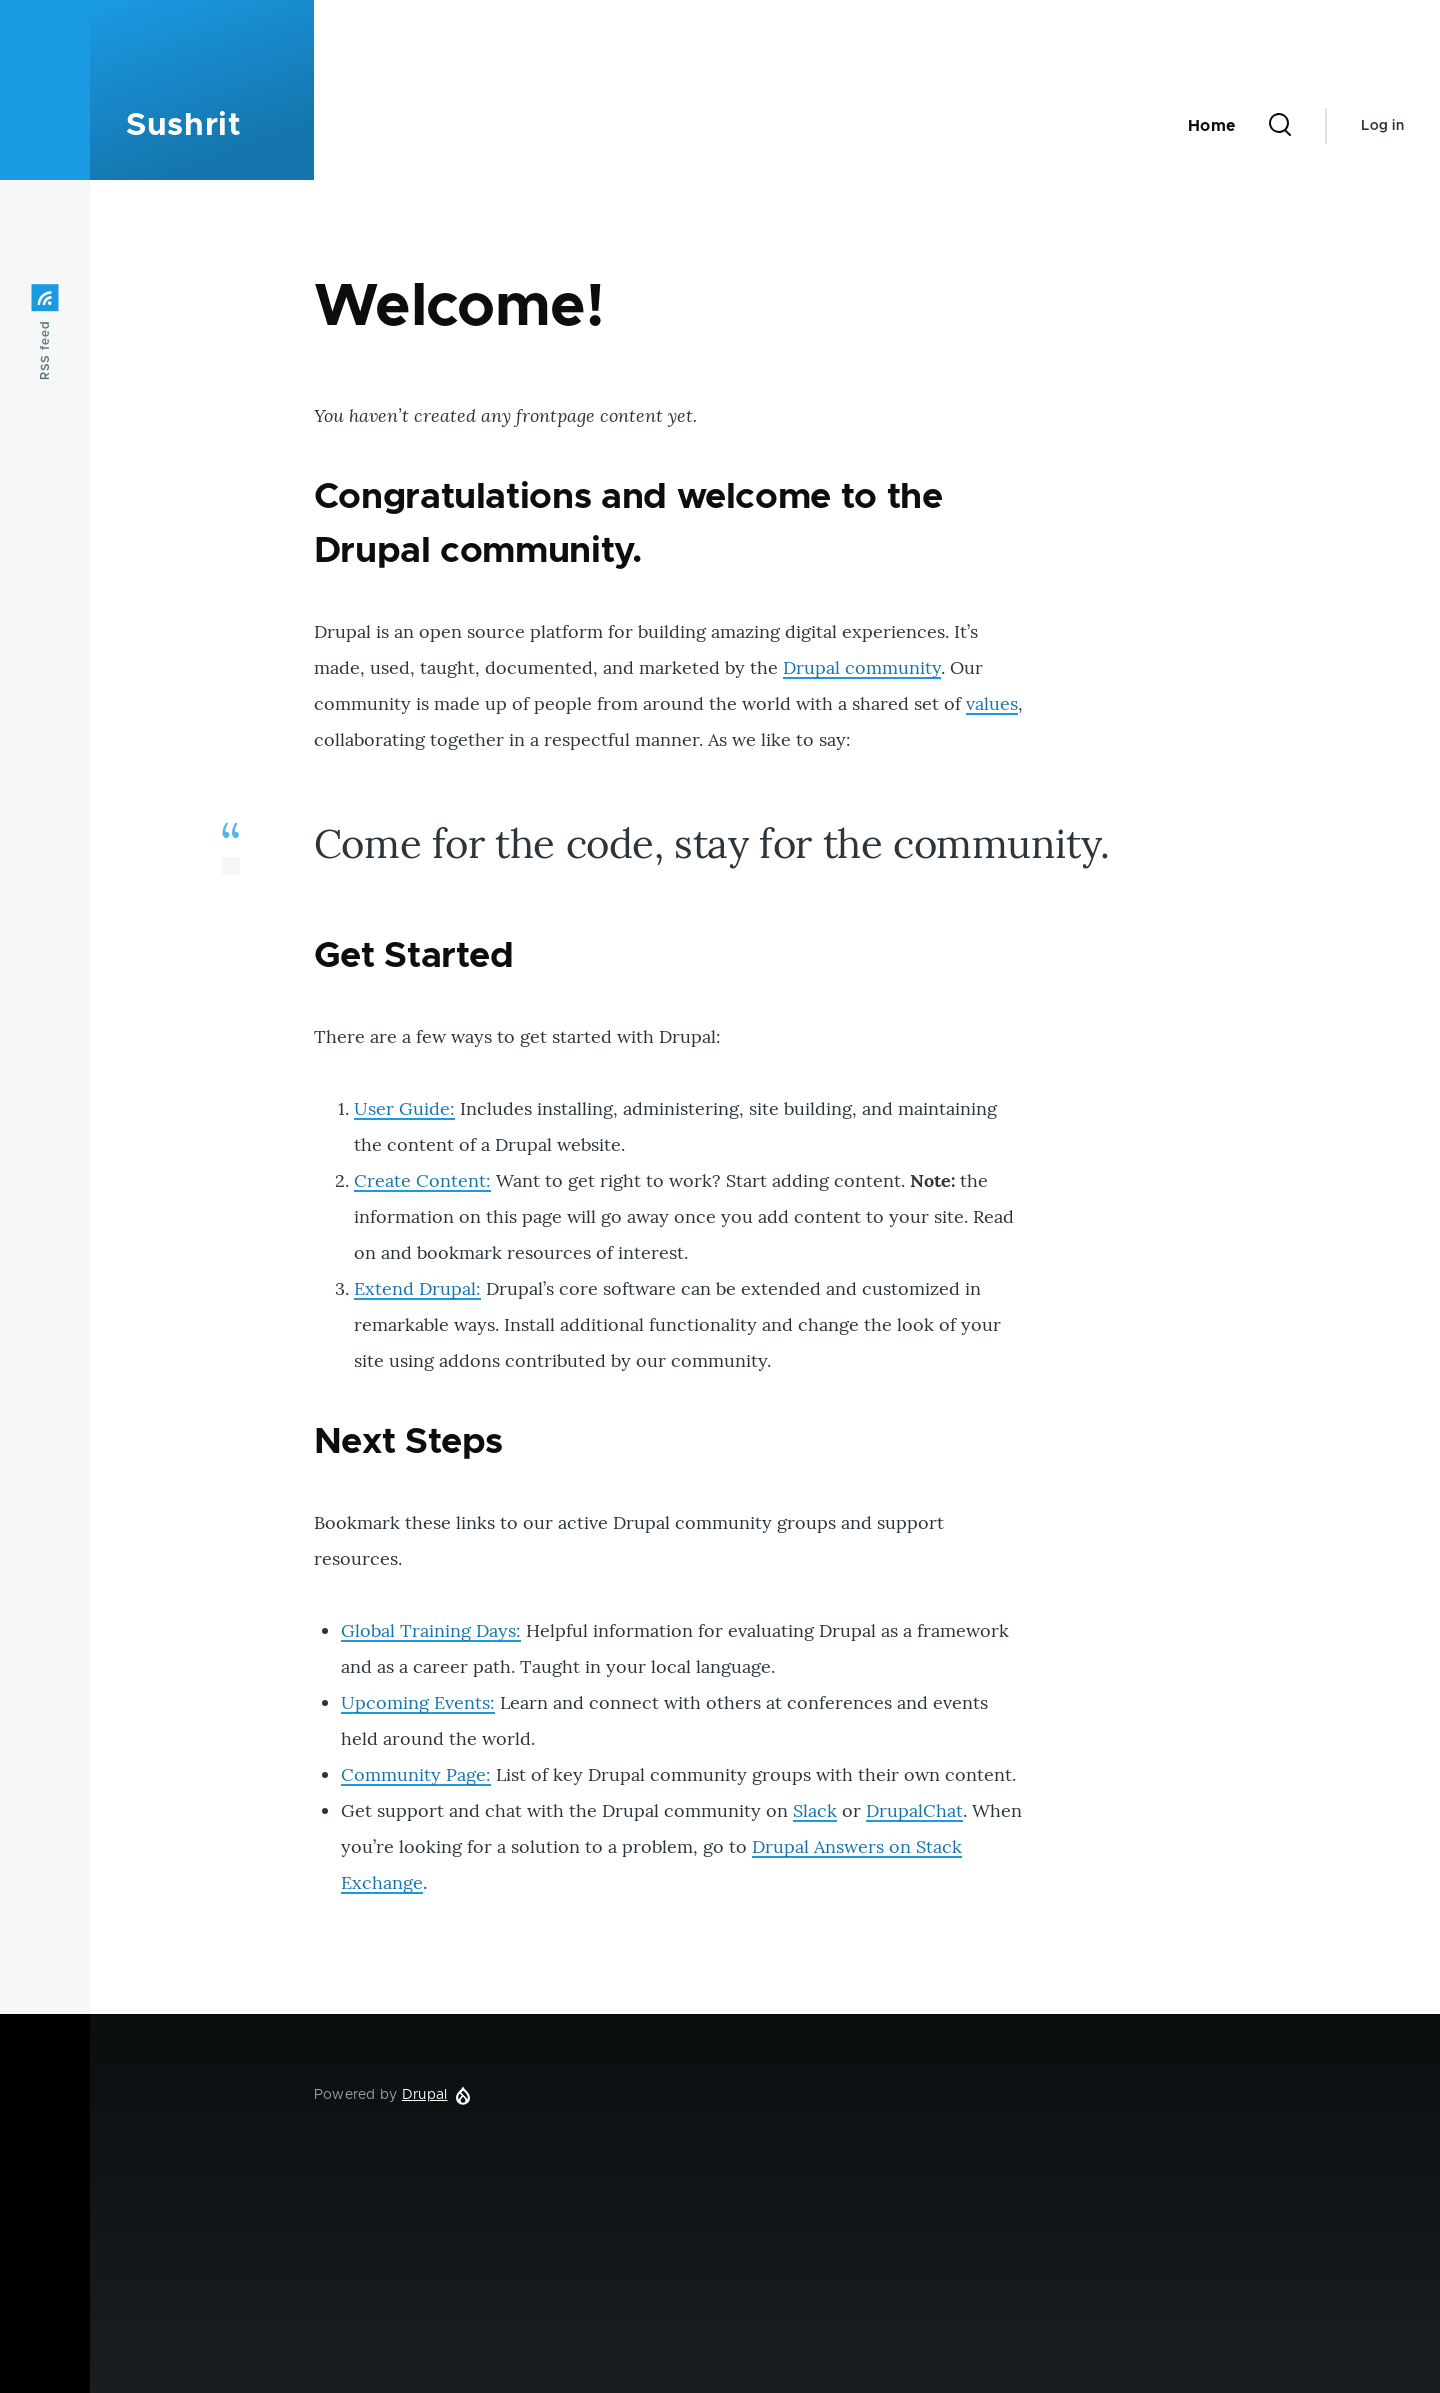 Sushrit
Home
Log in
RSS feed
Welcome!
You haven’t created any frontpage content yet.
Congratulations and welcome to the
Drupal community.
Drupal is an open source platform for building amazing digital experiences. It’s
made, used, taught, documented, and marketed by the Drupal community. Our
community is made up of people from around the world with a shared set of values,
collaborating together in a respectful manner. As we like to say:
“
Come for the code, stay for the community.
Get Started
There are a few ways to get started with Drupal:
1. User Guide: Includes installing, administering, site building, and maintaining
the content of a Drupal website.
2. Create Content: Want to get right to work? Start adding content. Note: the
information on this page will go away once you add content to your site. Read
on and bookmark resources of interest.
3. Extend Drupal: Drupal’s core software can be extended and customized in
remarkable ways. Install additional functionality and change the look of your
site using addons contributed by our community.
Next Steps
Bookmark these links to our active Drupal community groups and support
resources.
• Global Training Days: Helpful information for evaluating Drupal as a framework
and as a career path. Taught in your local language.
• Upcoming Events: Learn and connect with others at conferences and events
held around the world.
• Community Page: List of key Drupal community groups with their own content.
• Get support and chat with the Drupal community on Slack or DrupalChat. When
you’re looking for a solution to a problem, go to Drupal Answers on Stack
Exchange.
Powered by Drupal